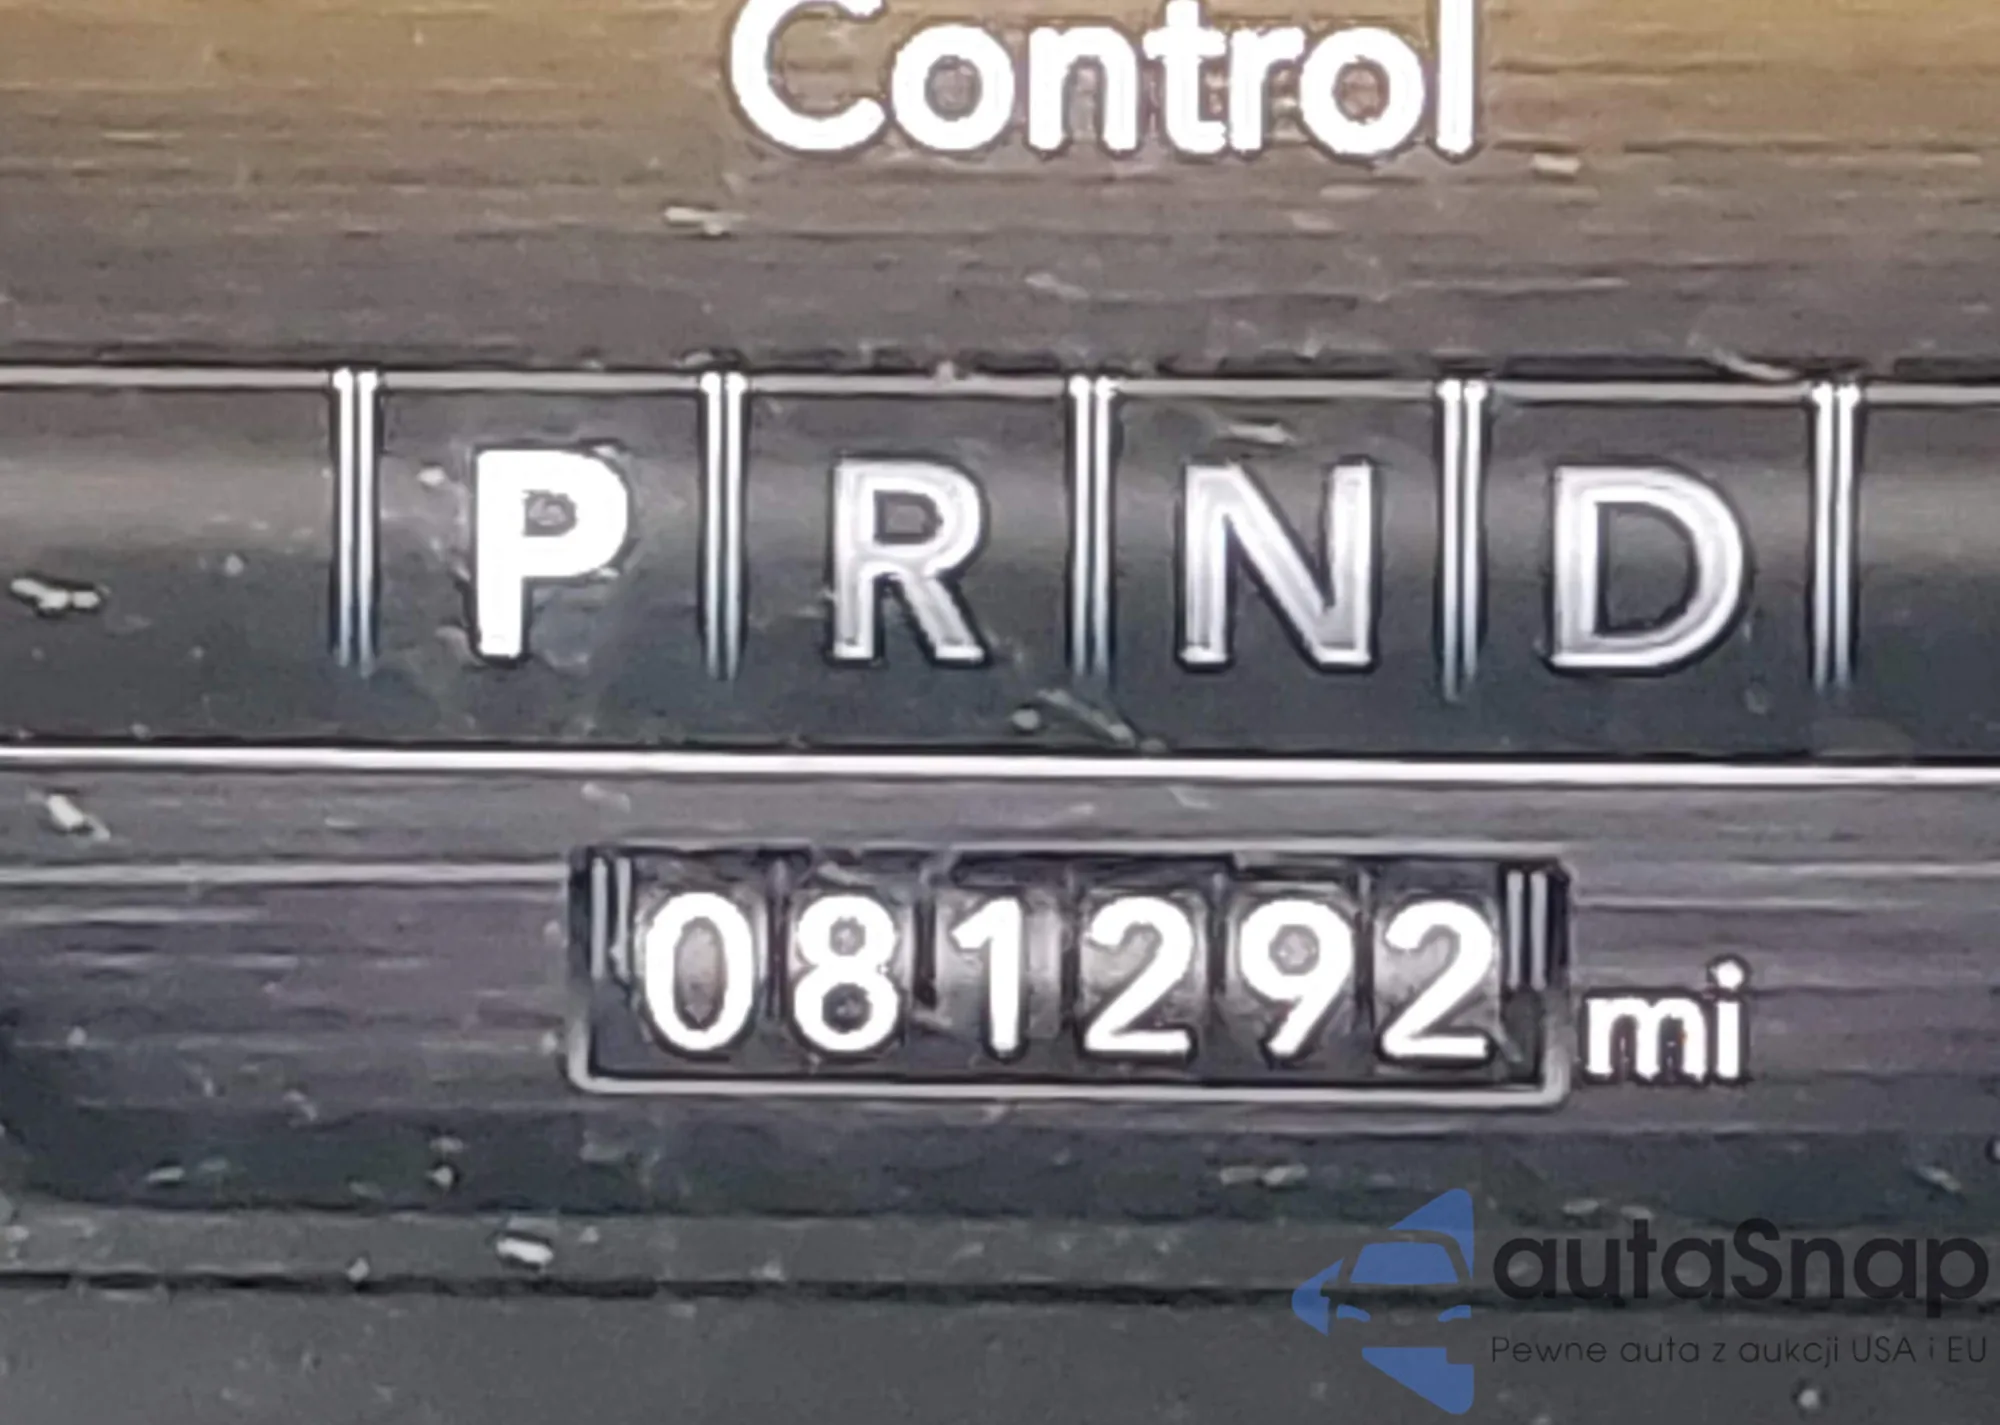 Control
P R N D
081292 mi
autaSnap
Pewne auta z aukcji USA i EU